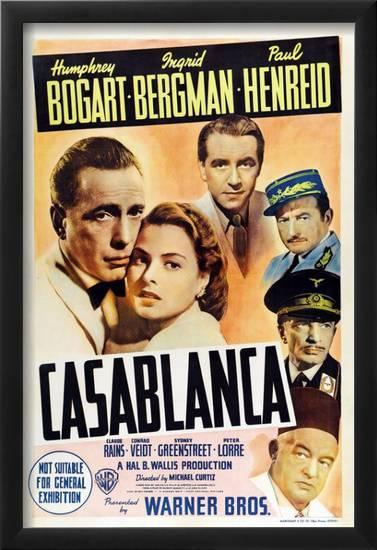 Humphrey Ingrid Paul
BOGART · BERGMAN · HENREID
CASABLANCA
CLAUDE CONRAD SYDNEY PETER
RAINS · VEIDT · GREENSTREET · LORRE
A HAL B. WALLIS PRODUCTION
Directed by MICHAEL CURTIZ
NOT SUITABLE
FOR GENERAL
EXHIBITION
WB
Presented by
WARNER BROS.